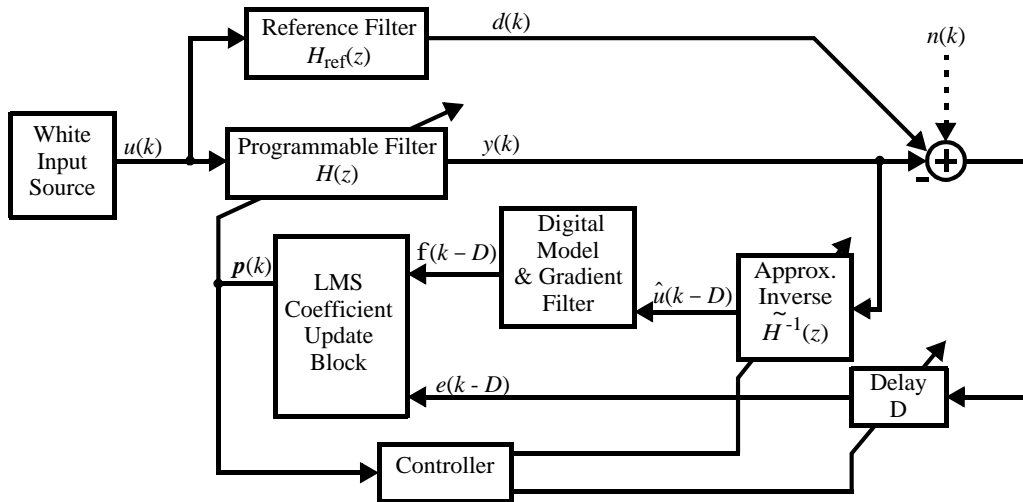 Reference Filter
H_ref(z)
d(k)
n(k)
White
Input
Source
u(k)
Programmable Filter
H(z)
y(k)
+
-
p(k)
LMS
Coefficient
Update
Block
f(k – D)
Digital
Model
& Gradient
Filter
û(k – D)
Approx.
Inverse
H̃⁻¹(z)
e(k - D)
Delay
D
Controller